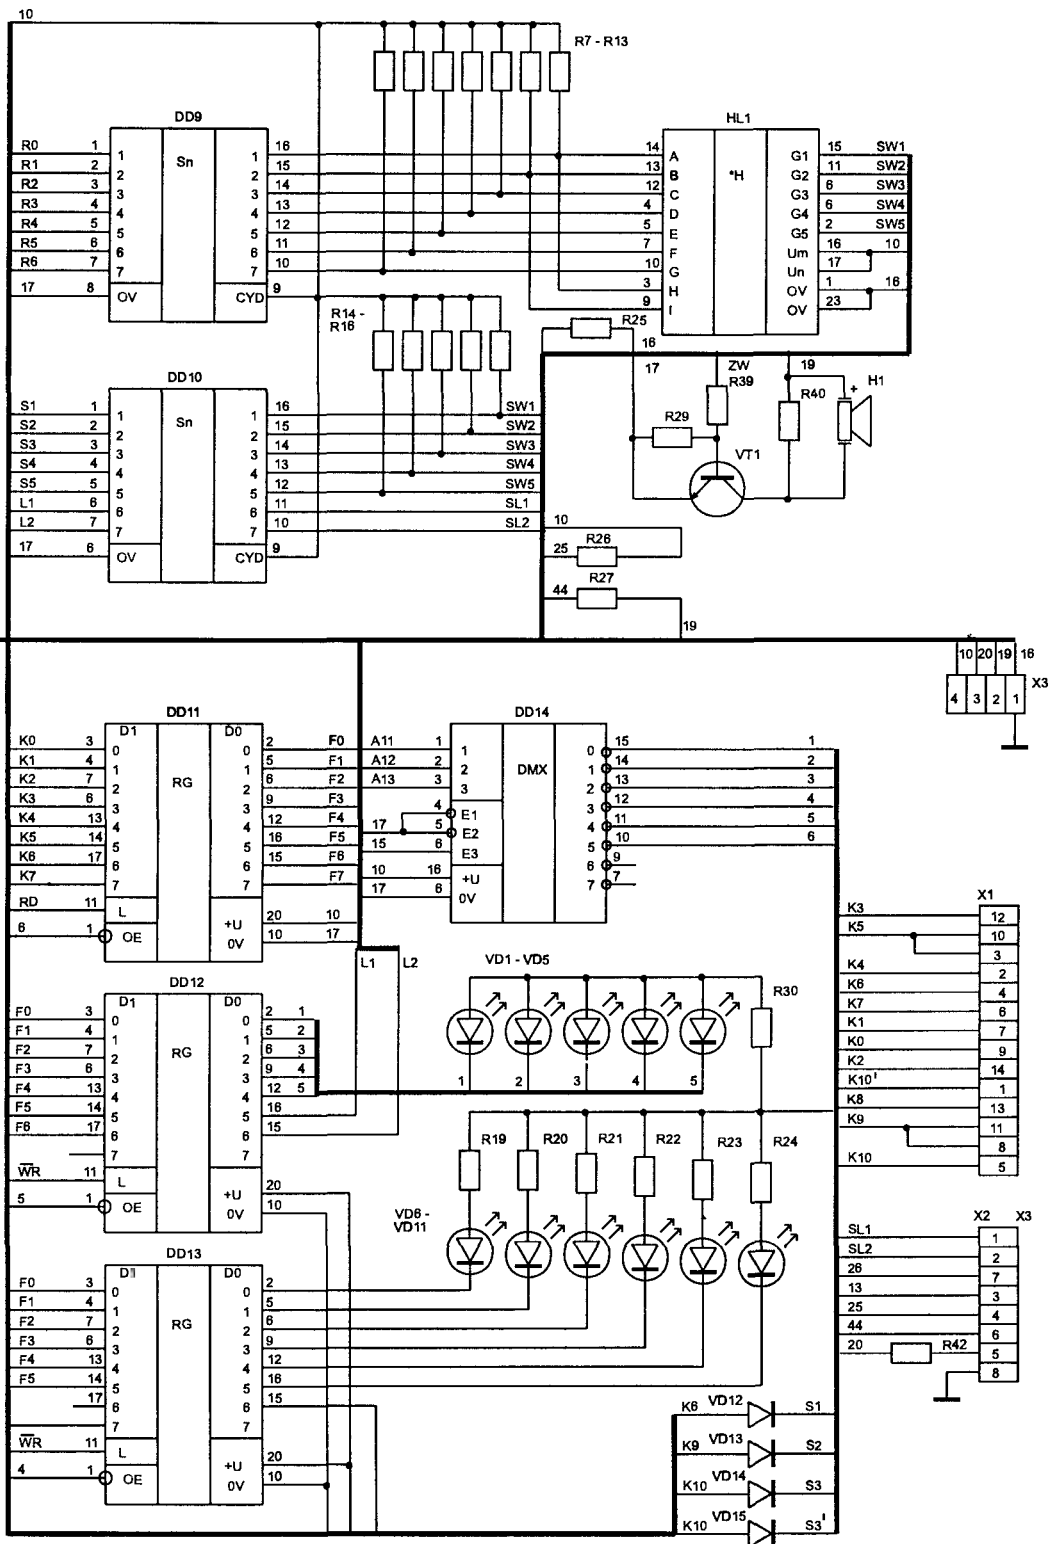 10
R7 - R13
DD9
HL1
R0 1 1 Sn 1 16 14 A *H G1 15 SW1
R1 2 2 2 15 13 B G2 11 SW2
R2 3 3 3 14 12 C G3 6 SW3
R3 4 4 4 13 4 D G4 6 SW4
R4 5 5 5 12 5 E G5 2 SW5
R5 6 6 6 11 7 F Um 16 10
R6 7 7 7 10 10 G Un 17
17 8 OV CYD 9 3 H OV 1 16
9 I OV 23
R14 -
R16
R25
16
17 ZW 19
R39 R40 + H1
DD10
S1 1 1 Sn 1 16 SW1
S2 2 2 2 15 SW2
S3 3 3 3 14 SW3
S4 4 4 4 13 SW4
S5 5 5 5 12 SW5
L1 6 6 6 11 SL1
L2 7 7 7 10 SL2
17 6 OV CYD 9
R29
VT1
10
25 R26
44 R27
19
10 20 19 16
4 3 2 1 X3
DD11
D1 D0
K0 3 0 RG 0 2 F0
K1 4 1 1 5 F1
K2 7 2 2 6 F2
K3 6 3 3 9 F3
K4 13 4 4 12 F4
K5 14 5 5 16 F5
K6 17 6 6 15 F6
K7 7 7 F7
RD 11 L +U 20 10
6 1 OE 0V 10 17
DD14
A11 1 1 DMX 0 15 1
A12 2 2 1 14 2
A13 3 3 2 13 3
4 E1 3 12 4
17 5 E2 4 11 5
15 6 E3 5 10 6
10 16 +U 6 9
17 6 0V 7 7
L1 L2
DD12
D1 D0
F0 3 0 RG 0 2 1
F1 4 1 1 5 2
F2 7 2 2 6 3
F3 6 3 3 9 4
F4 13 4 4 12 5
F5 14 5 5 16
F6 17 6 6 15
7
WR 11 L +U 20
5 1 OE 0V 10
VD1 - VD5
R30
1 2 3 4 5
R19 R20 R21 R22 R23 R24
VD6 -
VD11
DD13
D1 D0
F0 3 0 RG 0 2
F1 4 1 1 5
F2 7 2 2 6
F3 6 3 3 9
F4 13 4 4 12
F5 14 5 5 16
17 6 6 15
7
WR 11 L +U 20
4 1 OE 0V 10
X1
K3 12
K5 10
3
K4 2
K6 4
K7 6
K1 7
K0 9
K2 14
K10' 1
K8 13
K9 11
8
K10 5
X2 X3
SL1 1
SL2 2
26 7
13 3
25 4
44 6
20 R42 5
8
K6 VD12 S1
K9 VD13 S2
K10 VD14 S3
K10 VD15 S3'